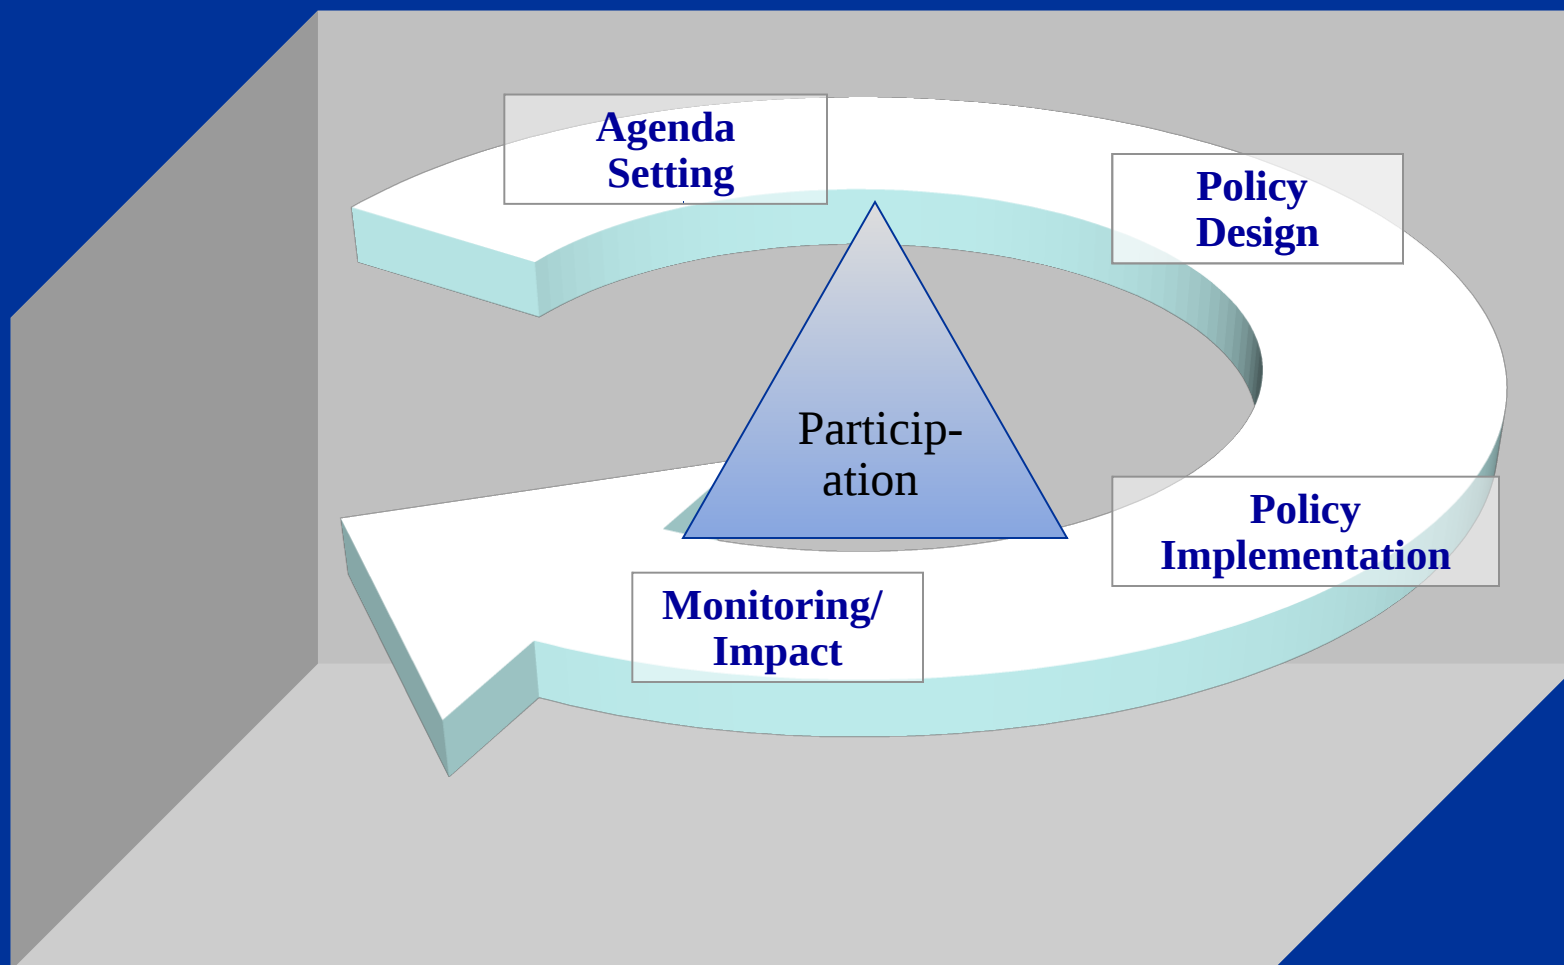 Agenda
Setting
Policy
Design
Particip-
ation
Policy
Implementation
Monitoring/
Impact